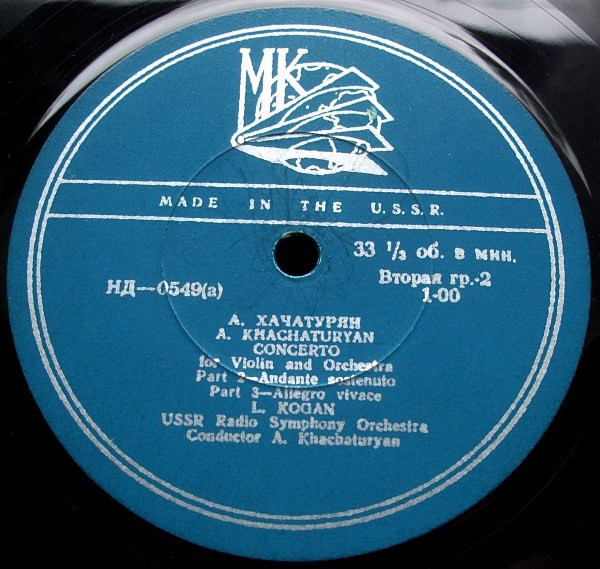 МК
MADE IN THE U.S.S.R.
33 ⅓ об. в мин.
НД—0549(а)
Вторая гр.-2
1-00
А. ХАЧАТУРЯН
A. KHACHATURYAN
CONCERTO
for Violin and Orchestra
Part 2—Andante sostenuto
Part 3—Allegro vivace
L. KOGAN
USSR Radio Symphony Orchestra
Conductor A. Khachaturyan